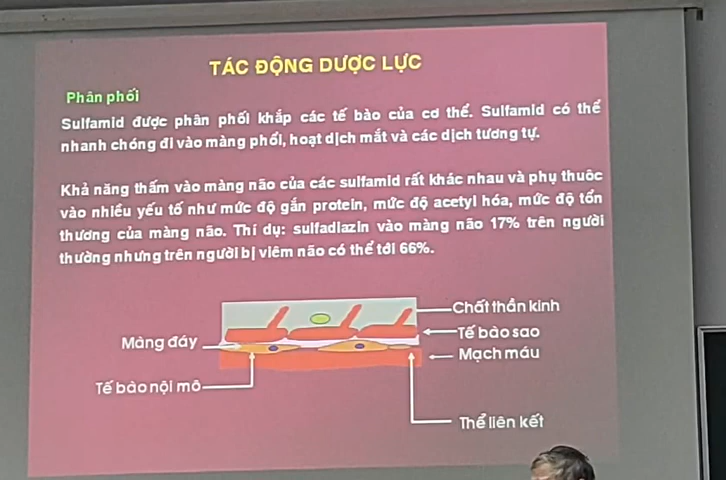 TÁC ĐỘNG DƯỢC LỰC
Phân phối
Sulfamid được phân phối khắp các tế bào của cơ thể. Sulfamid có thể
nhanh chóng đi vào màng phổi, hoạt dịch mắt và các dịch tương tự.
Khả năng thấm vào màng não của các sulfamid rất khác nhau và phụ thuôc
vào nhiều yếu tố như mức độ gắn protein, mức độ acetyl hóa, mức độ tổn
thương của màng não. Thí dụ: sulfadiazin vào màng não 17% trên người
thường nhưng trên người bị viêm não có thể tới 66%.
Chất thần kinh
Tế bào sao
Màng đáy
Mạch máu
Tế bào nội mô
Thể liên kết